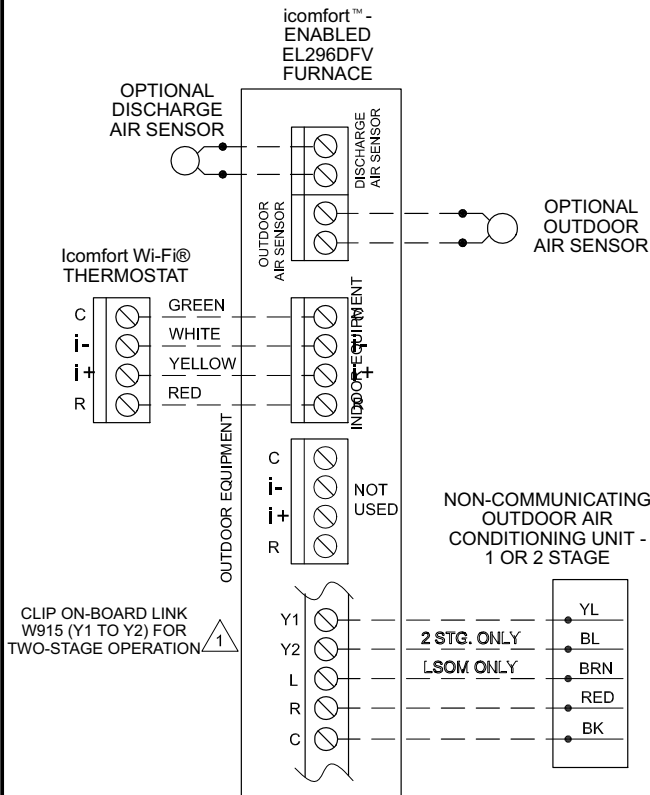 icomfort™-
ENABLED
EL296DFV
FURNACE
OPTIONAL
DISCHARGE
AIR SENSOR
DISCHARGE
AIR SENSOR
OUTDOOR
AIR SENSOR
OPTIONAL
OUTDOOR
AIR SENSOR
Icomfort Wi-Fi®
THERMOSTAT
C
i-
i+
R
GREEN
WHITE
YELLOW
RED
INDOOR EQUIPMENT
C
i-
i+
R
OUTDOOR EQUIPMENT
C
i-
i+
R
NOT
USED
NON-COMMUNICATING
OUTDOOR AIR
CONDITIONING UNIT -
1 OR 2 STAGE
CLIP ON-BOARD LINK
W915 (Y1 TO Y2) FOR
TWO-STAGE OPERATION
1
Y1
Y2
L
R
C
2 STG. ONLY
LSOM ONLY
YL
BL
BRN
RED
BK